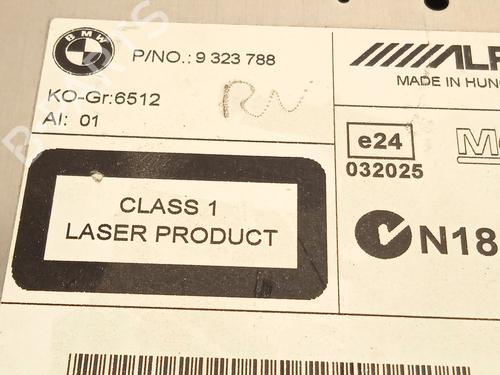 BMW
P/NO.: 9 323 788
KO-Gr:6512
AI: 01
CLASS 1
LASER PRODUCT
MADE IN HUN
e24
032025
N18